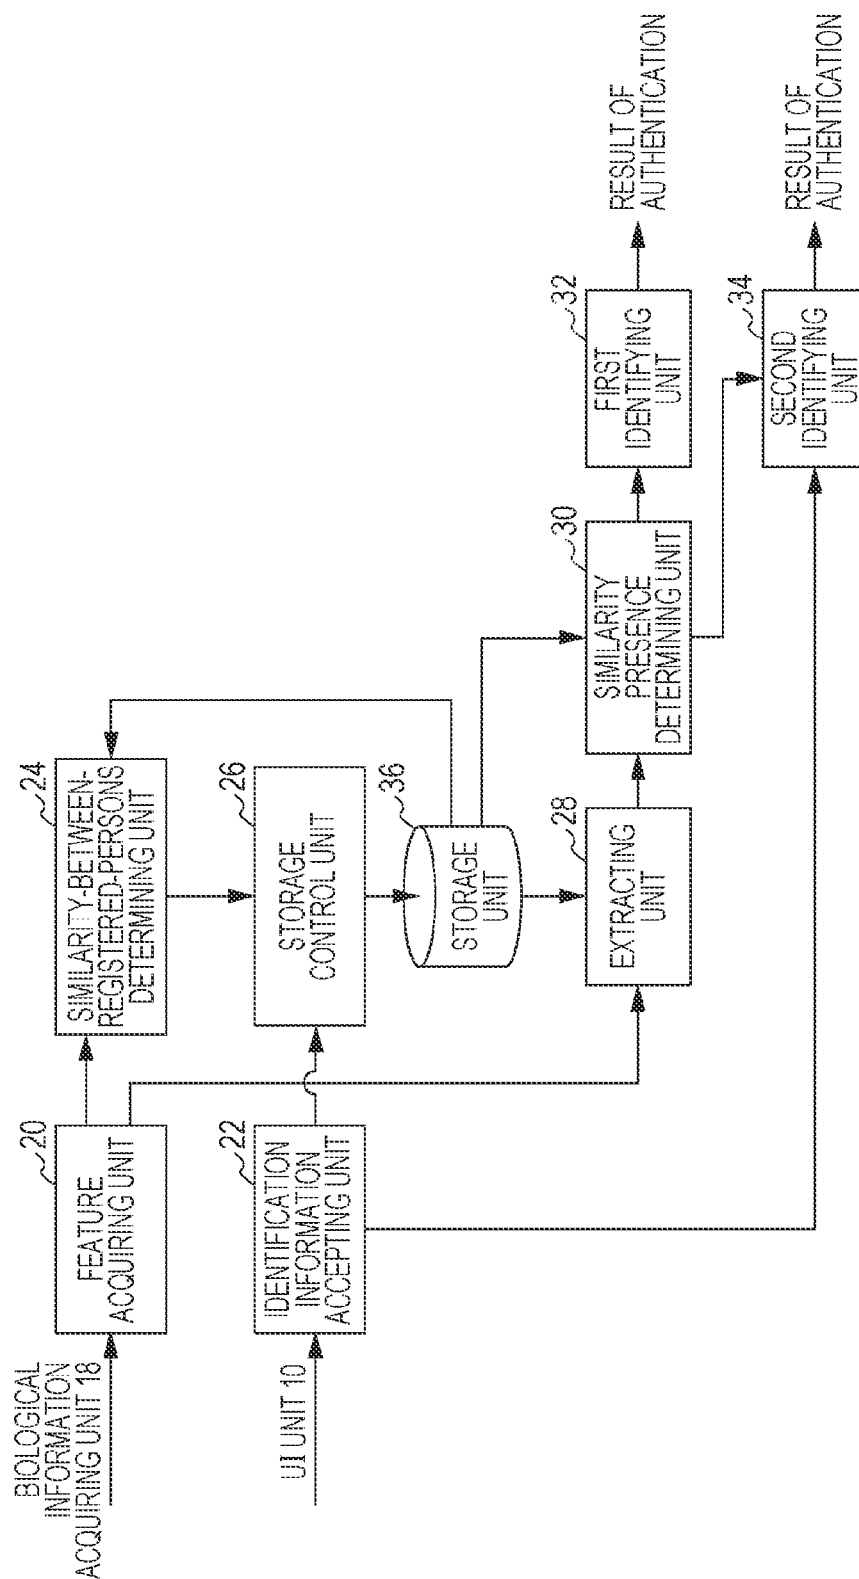 BIOLOGICAL
INFORMATION
ACQUIRING UNIT 18
20
FEATURE
ACQUIRING UNIT
24
SIMILARITY-BETWEEN-
REGISTERED-PERSONS
DETERMINING UNIT
UI UNIT 10
22
IDENTIFICATION
INFORMATION
ACCEPTING UNIT
26
STORAGE
CONTROL UNIT
36
STORAGE
UNIT
28
EXTRACTING
UNIT
30
SIMILARITY
PRESENCE
DETERMINING UNIT
32
FIRST
IDENTIFYING
UNIT
RESULT OF
AUTHENTICATION
34
SECOND
IDENTIFYING
UNIT
RESULT OF
AUTHENTICATION